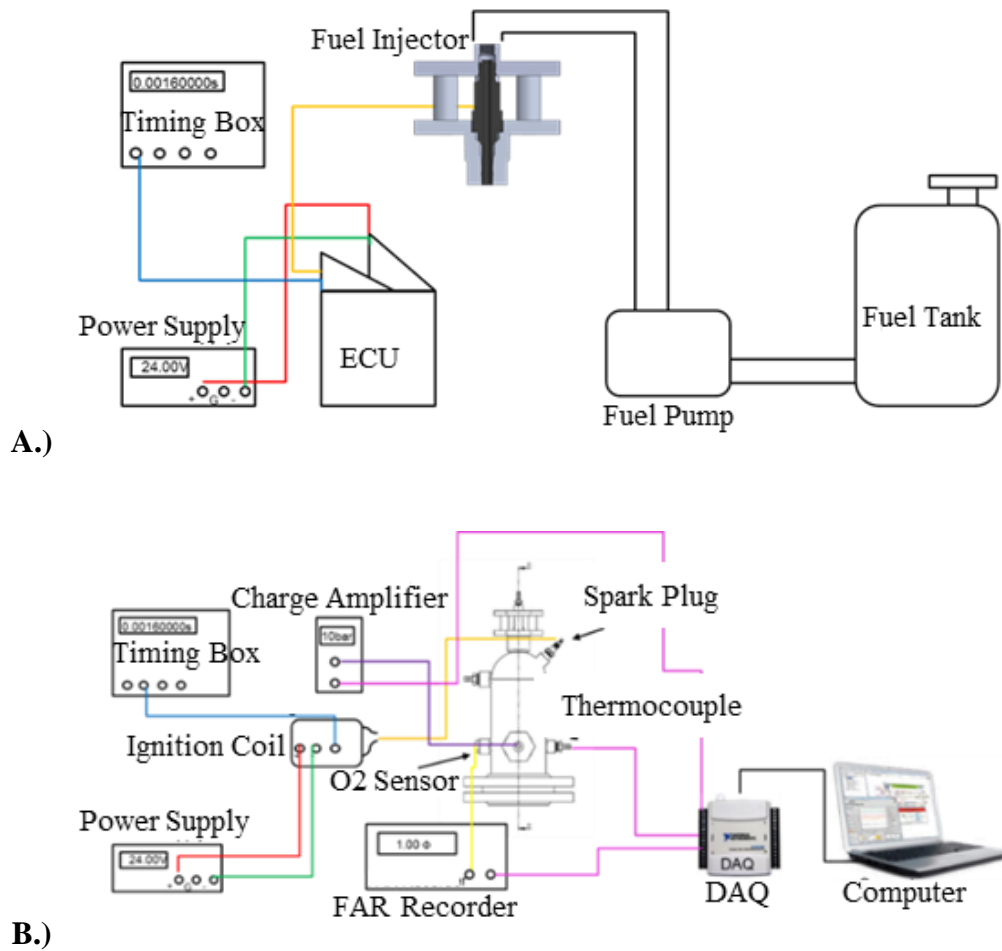 Fuel Injector
0.00160000s
Timing Box
Power Supply
24.00V
+ G -
ECU
Fuel Pump
Fuel Tank
A.)
Charge Amplifier
10bar
Spark Plug
0.00160000s
Timing Box
Thermocouple
Ignition Coil
O2 Sensor
Power Supply
24.00V
+ G -
1.00 Φ
FAR Recorder
DAQ
DAQ
Computer
B.)